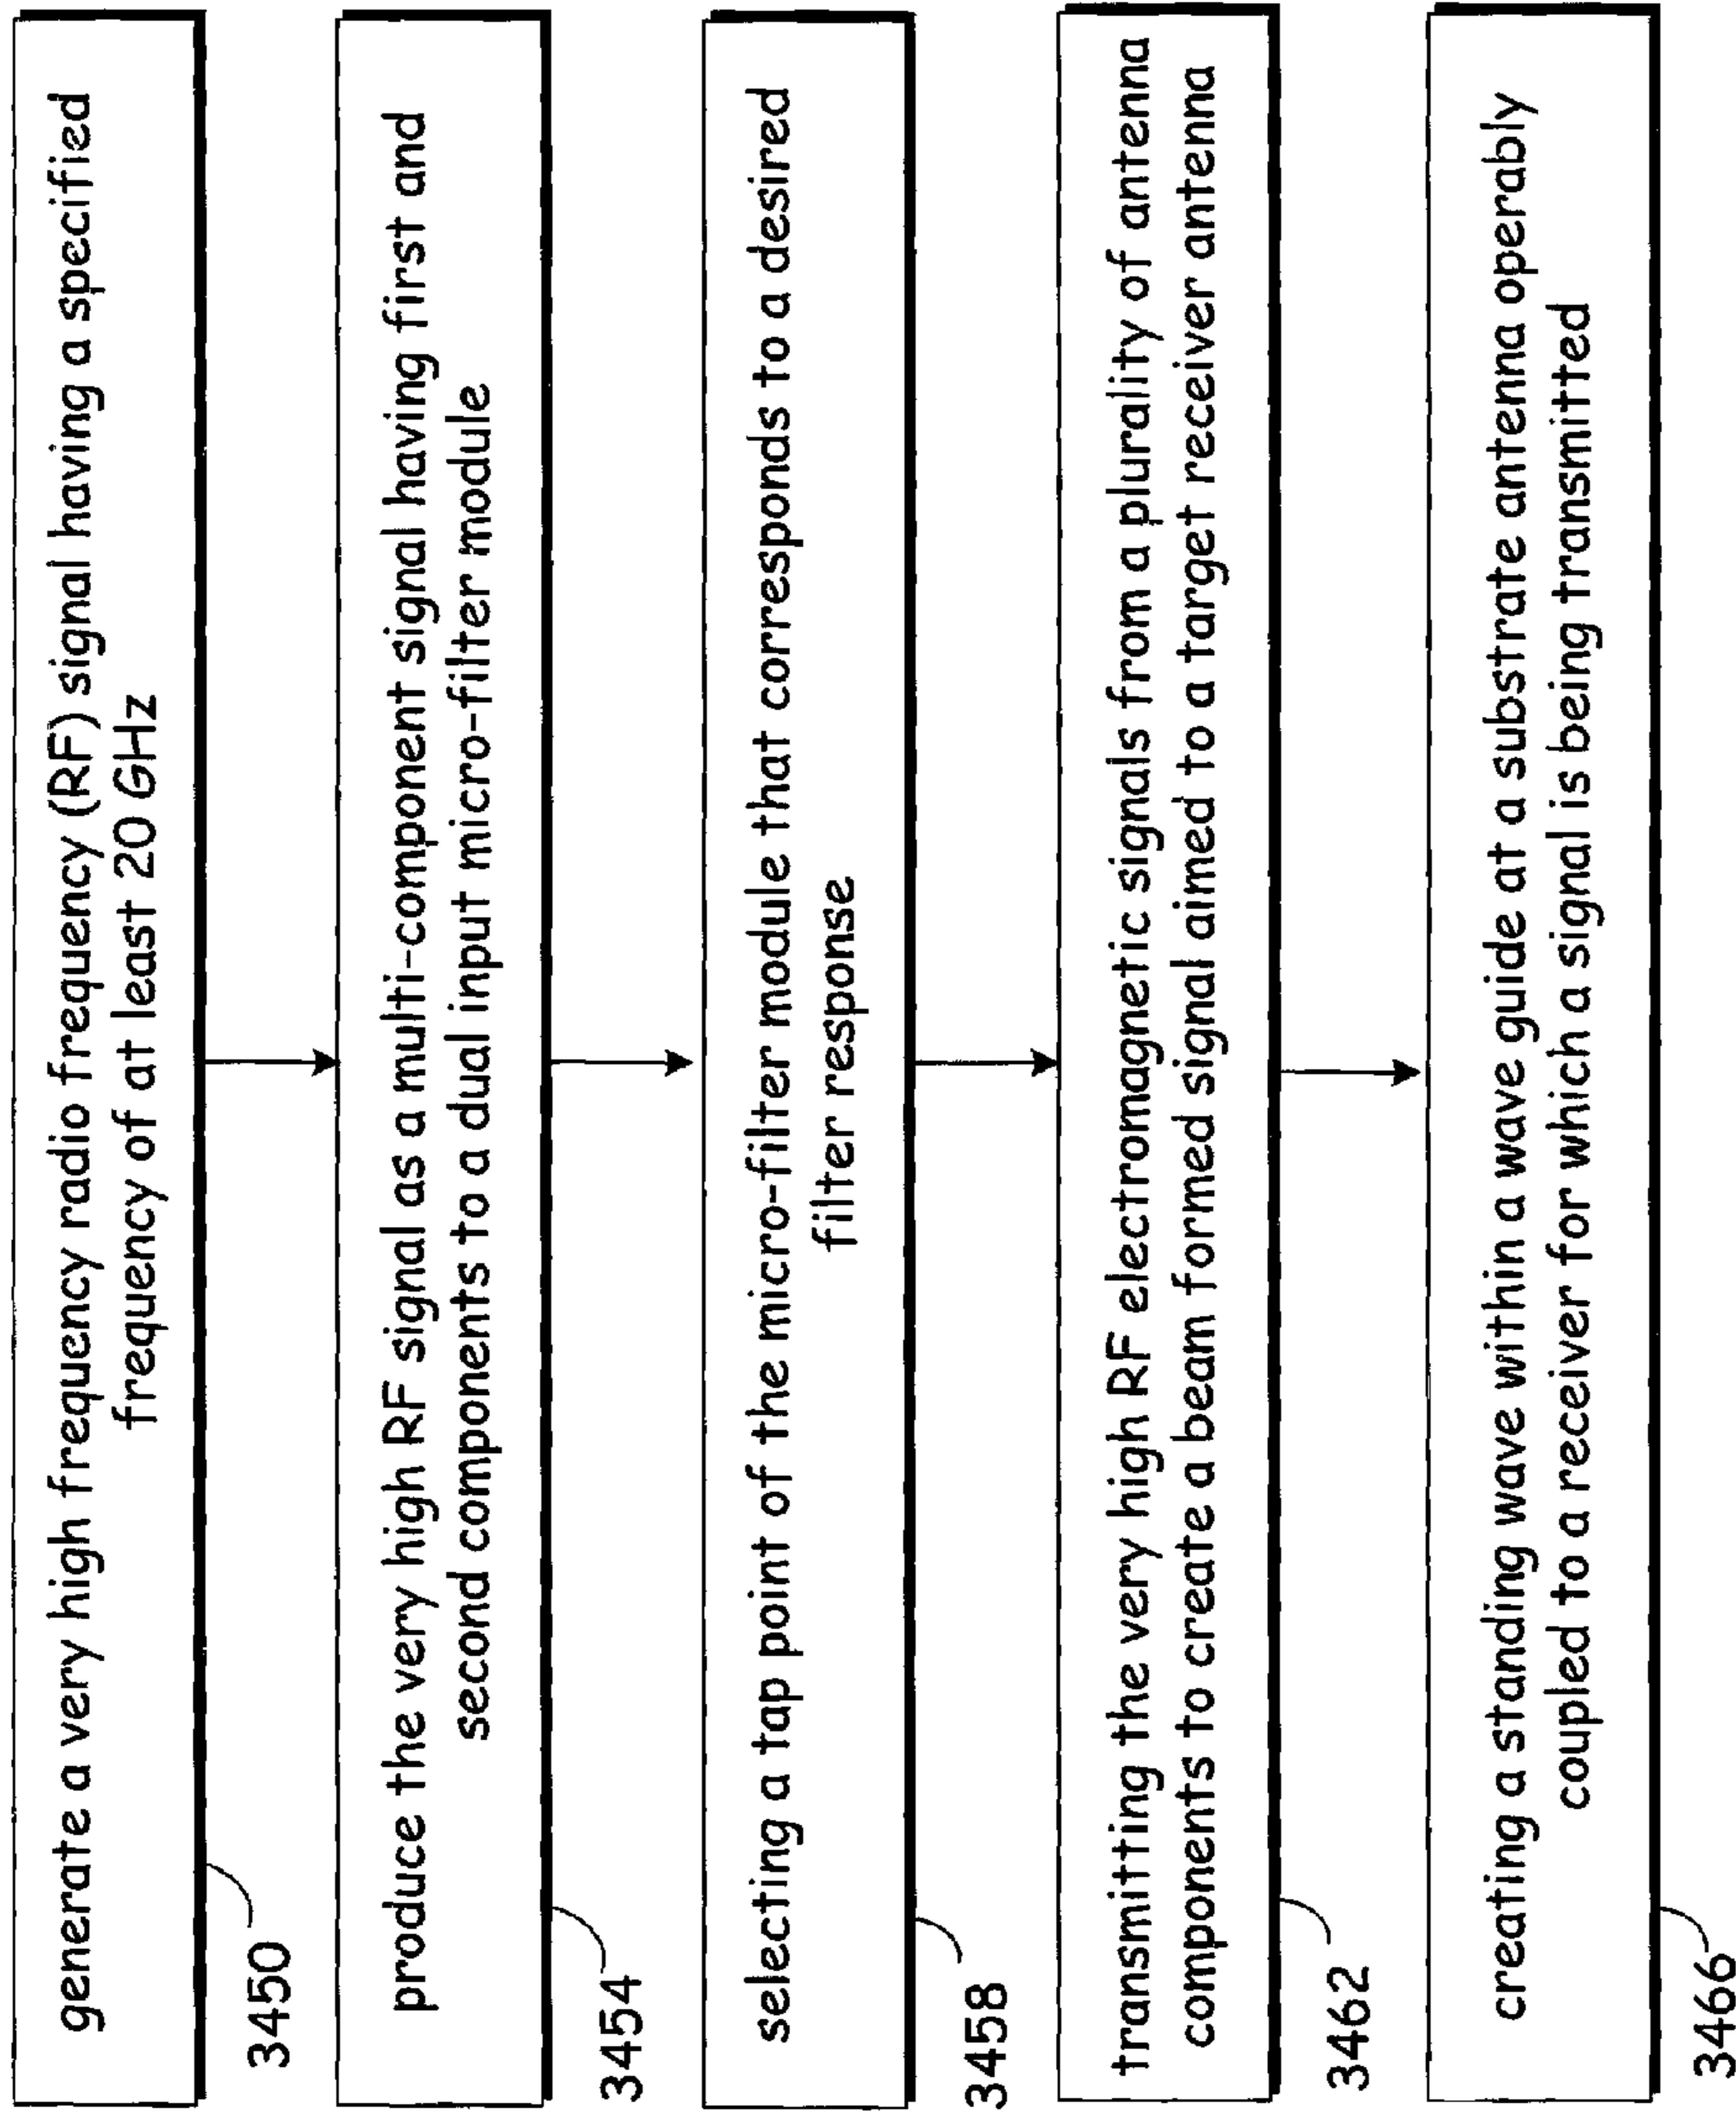 generate a very high frequency radio frequency (RF) signal having a specified
frequency of at least 20 GHz
3450
produce the very high RF signal as a multi-component signal having first and
second components to a dual input micro-filter module
3454
selecting a tap point of the micro-filter module that corresponds to a desired
filter response
3458
transmitting the very high RF electromagnetic signals from a plurality of antenna
components to create a beam formed signal aimed to a target receiver antenna
3462
creating a standing wave within a wave guide at a substrate antenna operably
coupled to a receiver for which a signal is being transmitted
3466